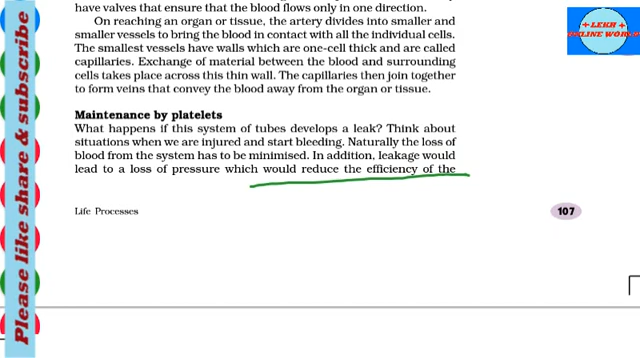 have valves that ensure that the blood flows only in one direction.
On reaching an organ or tissue, the artery divides into smaller and
smaller vessels to bring the blood in contact with all the individual cells.
The smallest vessels have walls which are one-cell thick and are called
capillaries. Exchange of material between the blood and surrounding
cells takes place across this thin wall. The capillaries then join together
to form veins that convey the blood away from the organ or tissue.
Maintenance by platelets
What happens if this system of tubes develops a leak? Think about
situations when we are injured and start bleeding. Naturally the loss of
blood from the system has to be minimised. In addition, leakage would
lead to a loss of pressure which would reduce the efficiency of the
Life Processes
107
Please like share & subscribe
+ LEKH +
ONLINE WORLD